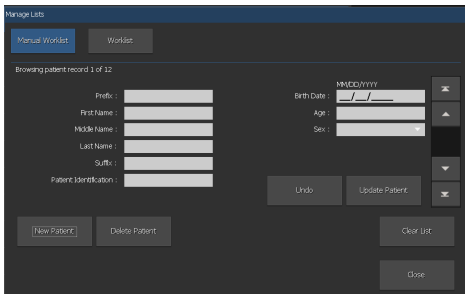 Manage Lists
Manual Worklist Worklist
Browsing patient record 1 of 12
MM/DD/YYYY
Prefix : Birth Date : __/__/____
First Name : Age :
Middle Name : Sex :
Last Name :
Suffix :
Patient Identification :
Undo Update Patient
New Patient Delete Patient Clear List
Close